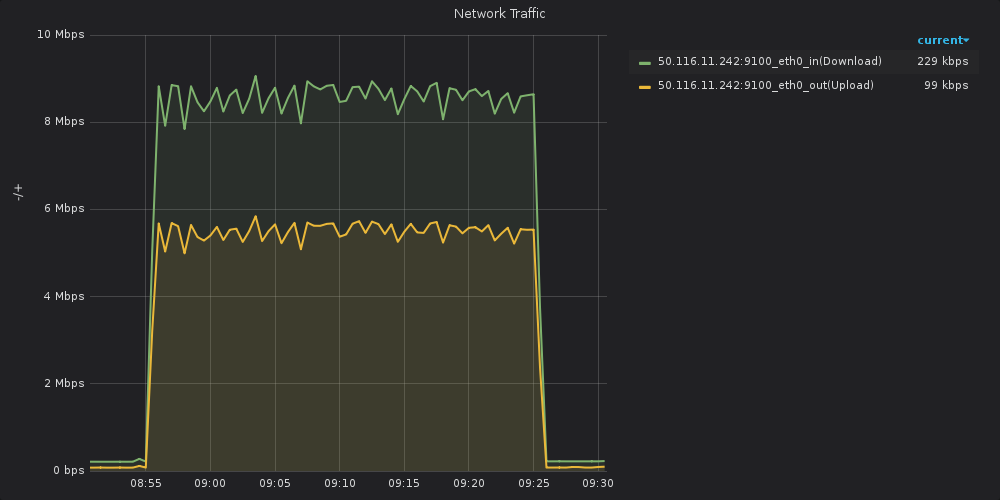 Network Traffic
current
50.116.11.242:9100_eth0_in(Download) 229 kbps
50.116.11.242:9100_eth0_out(Upload) 99 kbps
-/+
10 Mbps
8 Mbps
6 Mbps
4 Mbps
2 Mbps
0 bps
08:55 09:00 09:05 09:10 09:15 09:20 09:25 09:30